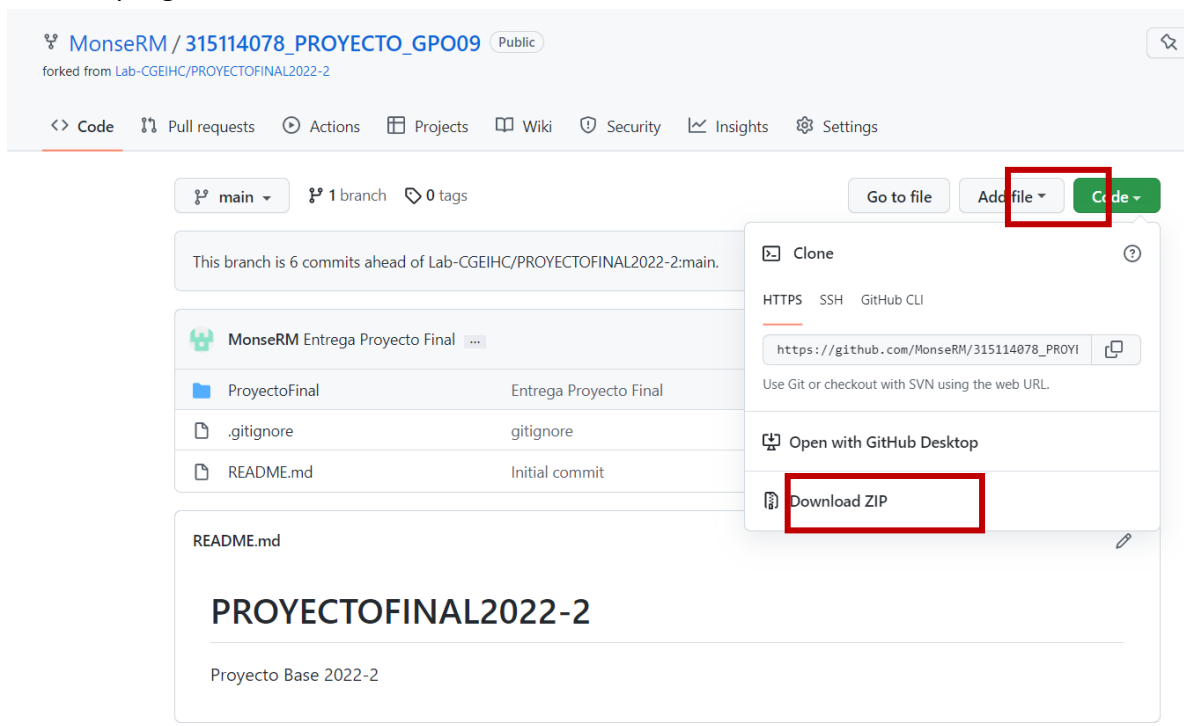 MonseRM / 315114078_PROYECTO_GPO09 Public
forked from Lab-CGEIHC/PROYECTOFINAL2022-2
<> Code Pull requests Actions Projects Wiki Security Insights Settings
main 1 branch 0 tags Go to file Add file Code
This branch is 6 commits ahead of Lab-CGEIHC/PROYECTOFINAL2022-2:main.
MonseRM Entrega Proyecto Final ...
ProyectoFinal Entrega Proyecto Final
.gitignore gitignore
README.md Initial commit
Clone
HTTPS SSH GitHub CLI
https://github.com/MonseRM/315114078_PROYE
Use Git or checkout with SVN using the web URL.
Open with GitHub Desktop
Download ZIP
README.md
PROYECTOFINAL2022-2
Proyecto Base 2022-2